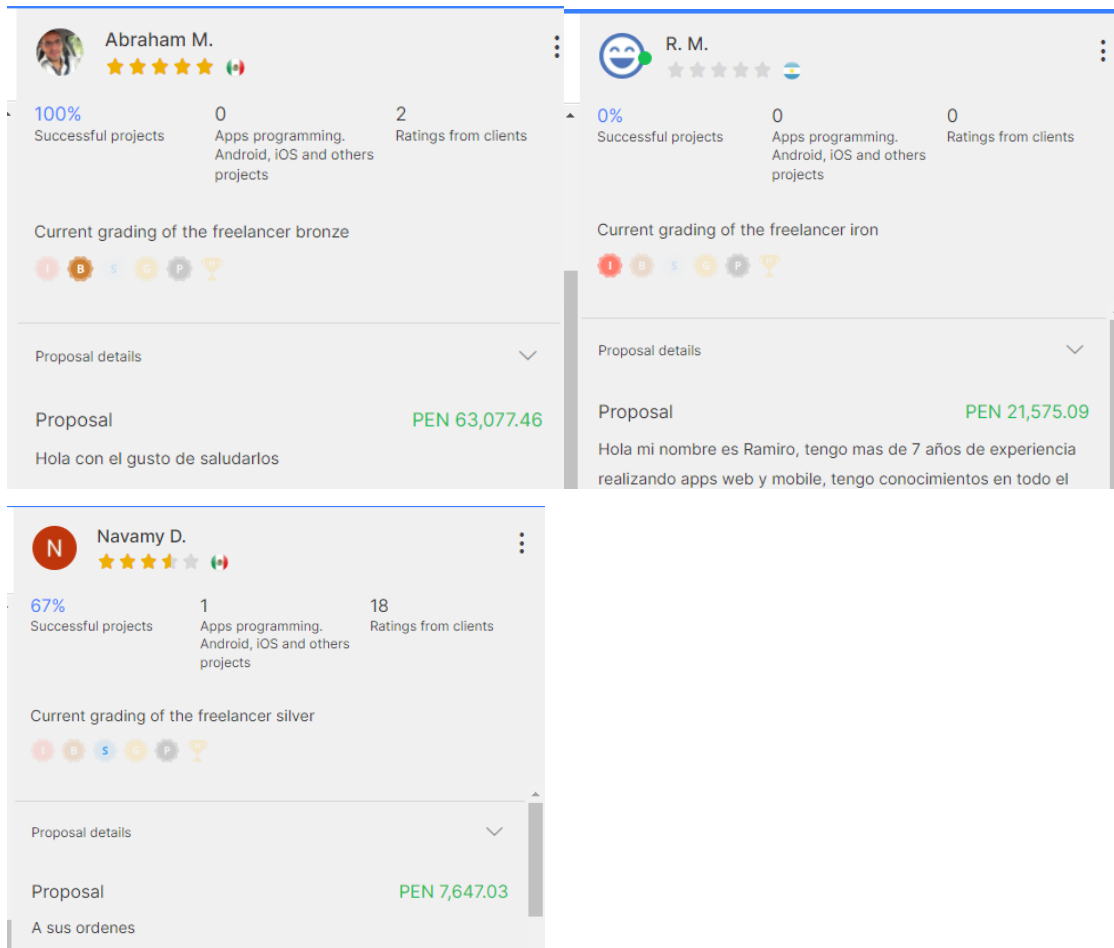 Abraham M.
100%
Successful projects
0
Apps programming.
Android, iOS and others
projects
2
Ratings from clients
Current grading of the freelancer bronze
I B S G P
Proposal details
Proposal
PEN 63,077.46
Hola con el gusto de saludarlos
R. M.
0%
Successful projects
0
Apps programming.
Android, iOS and others
projects
0
Ratings from clients
Current grading of the freelancer iron
I B S G P
Proposal details
Proposal
PEN 21,575.09
Hola mi nombre es Ramiro, tengo mas de 7 años de experiencia
realizando apps web y mobile, tengo conocimientos en todo el
N
Navamy D.
67%
Successful projects
1
Apps programming.
Android, iOS and others
projects
18
Ratings from clients
Current grading of the freelancer silver
I B S G P
Proposal details
Proposal
PEN 7,647.03
A sus ordenes